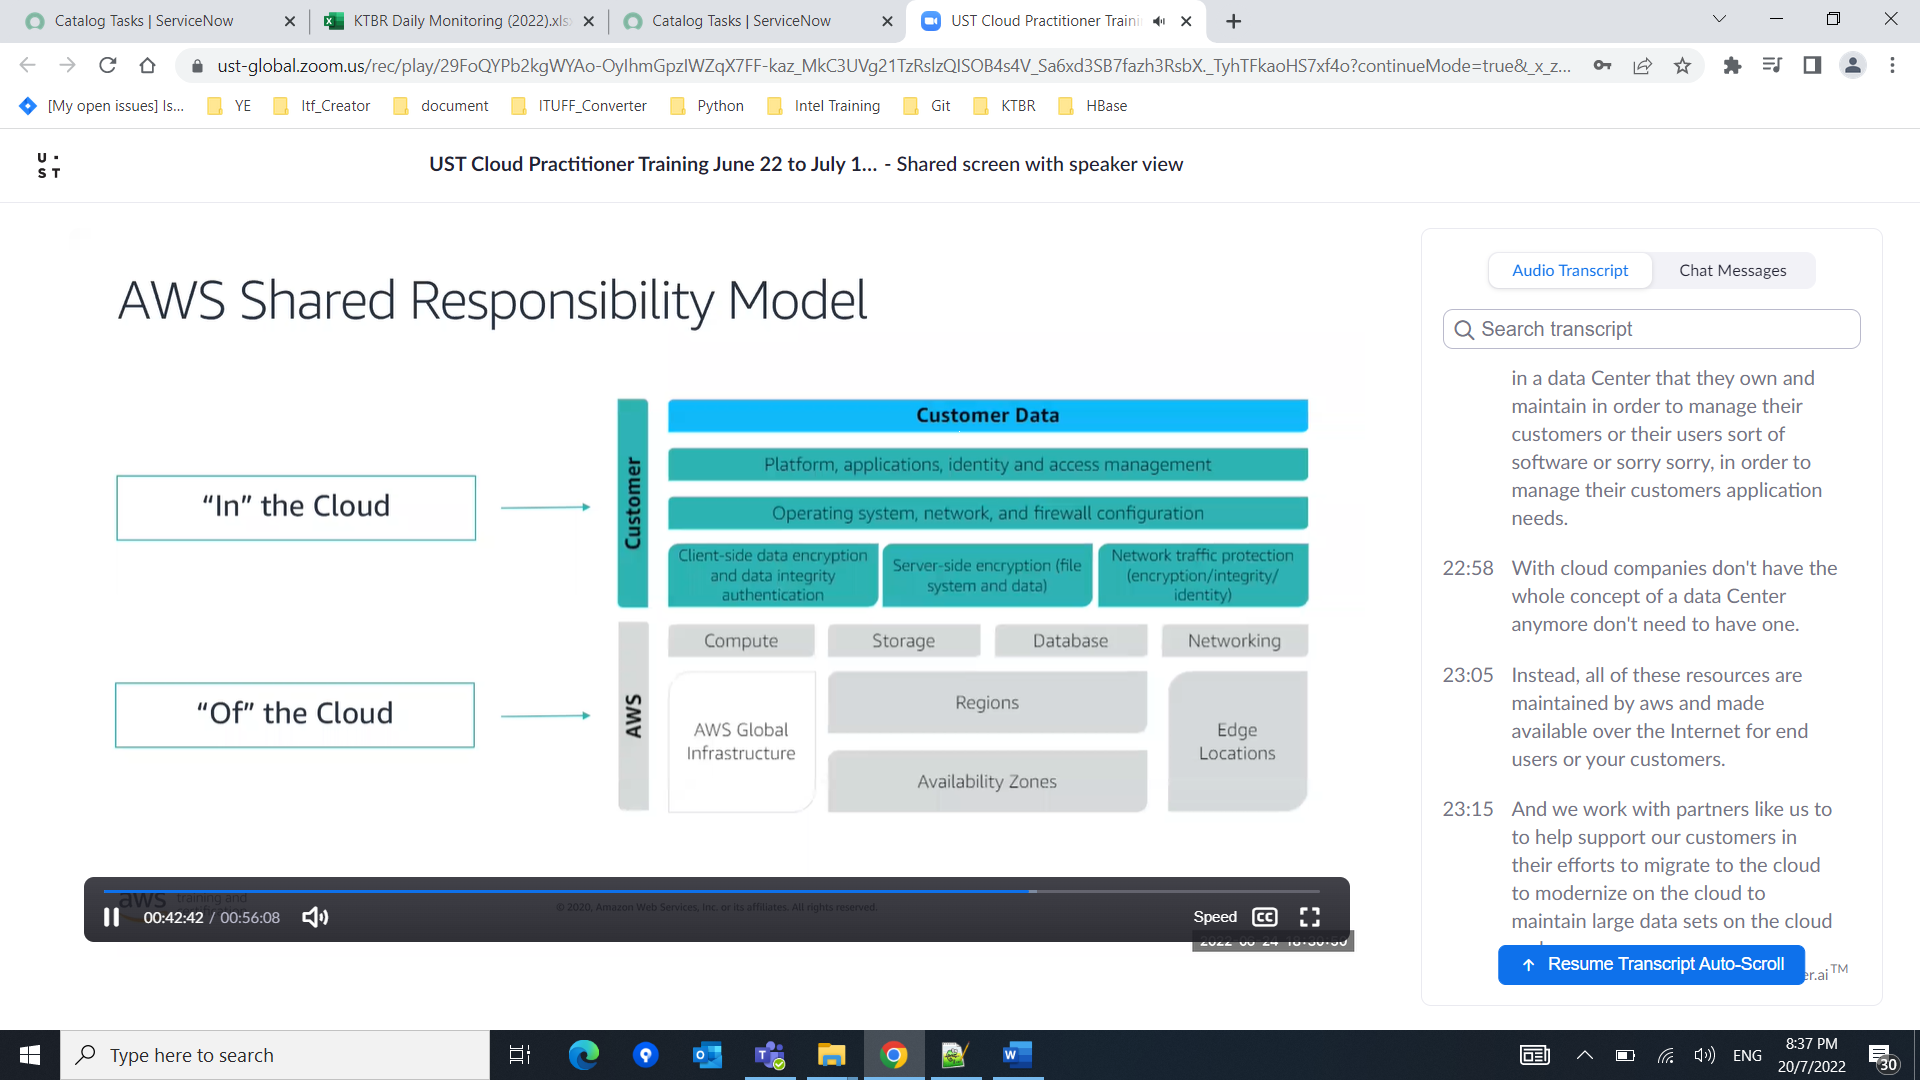 Catalog Tasks | ServiceNow
KTBR Daily Monitoring (2022).xls
Catalog Tasks | ServiceNow
UST Cloud Practitioner Traini
ust-global.zoom.us/rec/play/29FoQYPb2kgWYAo-OyIhmGpzIWZqX7FF-kaz_MkC3UVg21TzRslzQISOB4s4V_Sa6xd3SB7fazh3RsbX._TyhTFkaoHS7xf4o?continueMode=true&_x_z...
[My open issues] Is...
YE
Itf_Creator
document
ITUFF_Converter
Python
Intel Training
Git
KTBR
HBase
U·
ST
UST Cloud Practitioner Training June 22 to July 1... - Shared screen with speaker view
AWS Shared Responsibility Model
“In” the Cloud
“Of” the Cloud
Customer
Customer Data
Platform, applications, identity and access management
Operating system, network, and firewall configuration
Client-side data encryption
and data integrity
authentication
Server-side encryption (file
system and data)
Network traffic protection
(encryption/integrity/
identity)
AWS
Compute
Storage
Database
Networking
AWS Global
Infrastructure
Regions
Availability Zones
Edge
Locations
aws training and
© 2020, Amazon Web Services, Inc. or its affiliates. All rights reserved.
00:42:42 / 00:56:08
Speed
CC
Audio Transcript
Chat Messages
Search transcript
in a data Center that they own and
maintain in order to manage their
customers or their users sort of
software or sorry sorry, in order to
manage their customers application
needs.
22:58 With cloud companies don't have the
whole concept of a data Center
anymore don't need to have one.
23:05 Instead, all of these resources are
maintained by aws and made
available over the Internet for end
users or your customers.
23:15 And we work with partners like us to
to help support our customers in
their efforts to migrate to the cloud
to modernize on the cloud to
maintain large data sets on the cloud
Resume Transcript Auto-Scroll
er.ai™
Type here to search
ENG
8:37 PM
20/7/2022
30